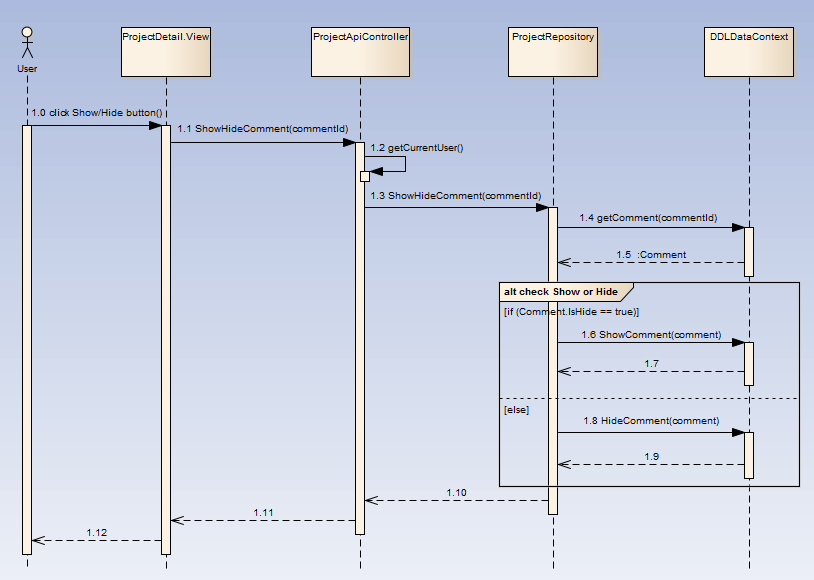 User
ProjectDetail.View
ProjectApiController
ProjectRepository
DDLDataContext
1.0 click Show/Hide button()
1.1 ShowHideComment(commentId)
1.2 getCurrentUser()
1.3 ShowHideComment(commentId)
1.4 getComment(commentId)
1.5 :Comment
alt check Show or Hide
[if (Comment.IsHide == true)]
1.6 ShowComment(comment)
1.7
[else]
1.8 HideComment(comment)
1.9
1.10
1.11
1.12